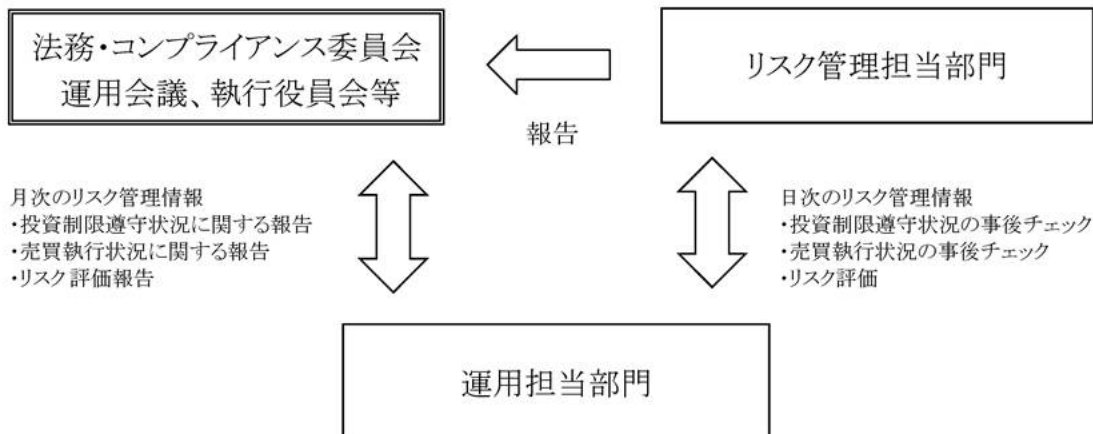 法務・コンプライアンス委員会
運用会議、執行役員会等
リスク管理担当部門
報告
月次のリスク管理情報
・投資制限遵守状況に関する報告
・売買執行状況に関する報告
・リスク評価報告
日次のリスク管理情報
・投資制限遵守状況の事後チェック
・売買執行状況の事後チェック
・リスク評価
運用担当部門